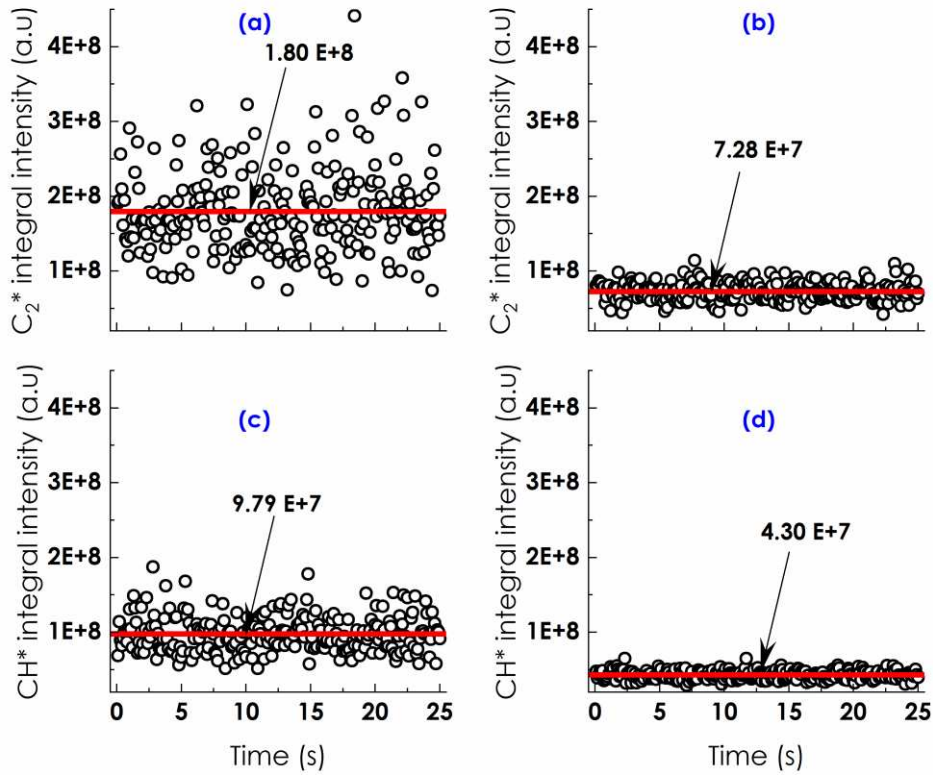 (a)
1.80 E+8
4E+8
3E+8
2E+8
1E+8
C₂* integral intensity (a.u)
(b)
7.28 E+7
4E+8
3E+8
2E+8
1E+8
C₂* integral intensity (a.u)
(c)
9.79 E+7
4E+8
3E+8
2E+8
1E+8
CH* integral intensity (a.u)
0 5 10 15 20 25
Time (s)
(d)
4.30 E+7
4E+8
3E+8
2E+8
1E+8
CH* integral intensity (a.u)
0 5 10 15 20 25
Time (s)